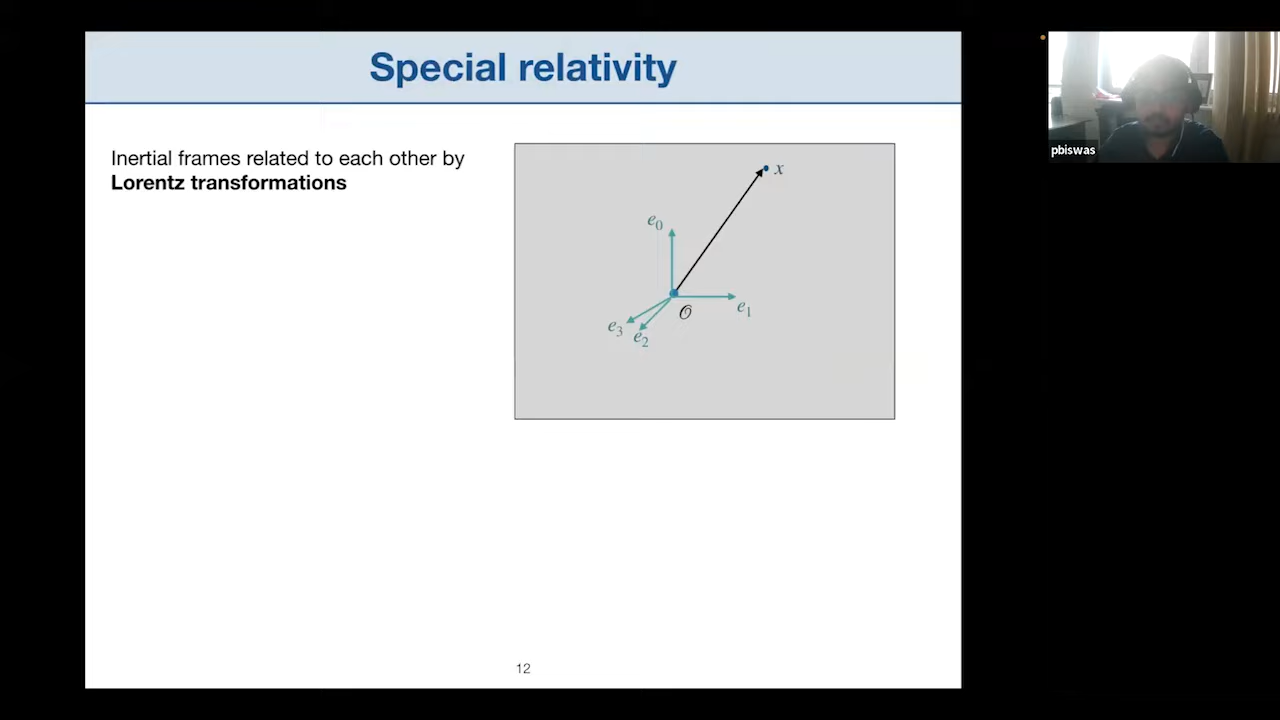 Special relativity
pbiswas
Inertial frames related to each other by
Lorentz transformations
x
e0
e1
𝒪
e3
e2
12